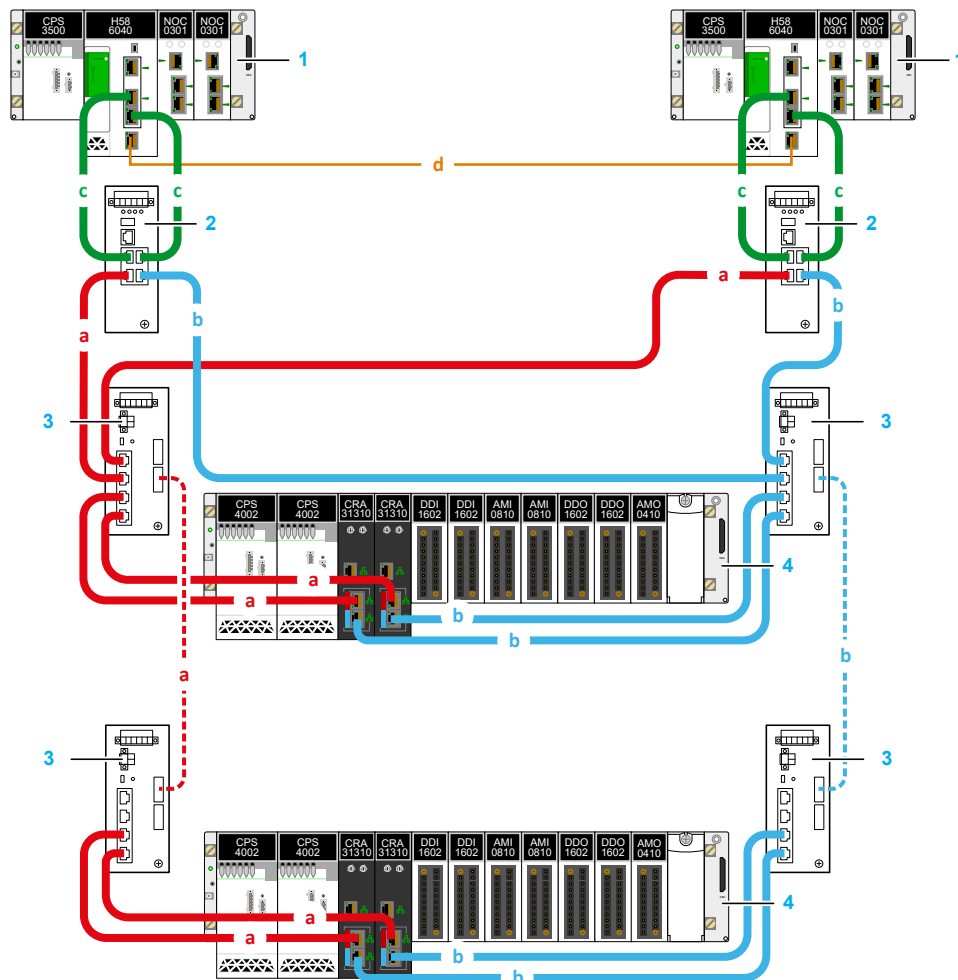 CPS 3500
H58 6040
NOC 0301
NOC 0301
1
CPS 3500
H58 6040
NOC 0301
NOC 0301
1
d
c
c
c
c
2
2
a
b
a
b
3
3
CPS 4002
CPS 4002
CRA 31310
CRA 31310
DDI 1602
DDI 1602
AMI 0810
AMI 0810
DDO 1602
DDO 1602
AMO 0410
4
a
a
b
b
a
b
3
3
CPS 4002
CPS 4002
CRA 31310
CRA 31310
DDI 1602
DDI 1602
AMI 0810
AMI 0810
DDO 1602
DDO 1602
AMO 0410
4
a
a
b
b